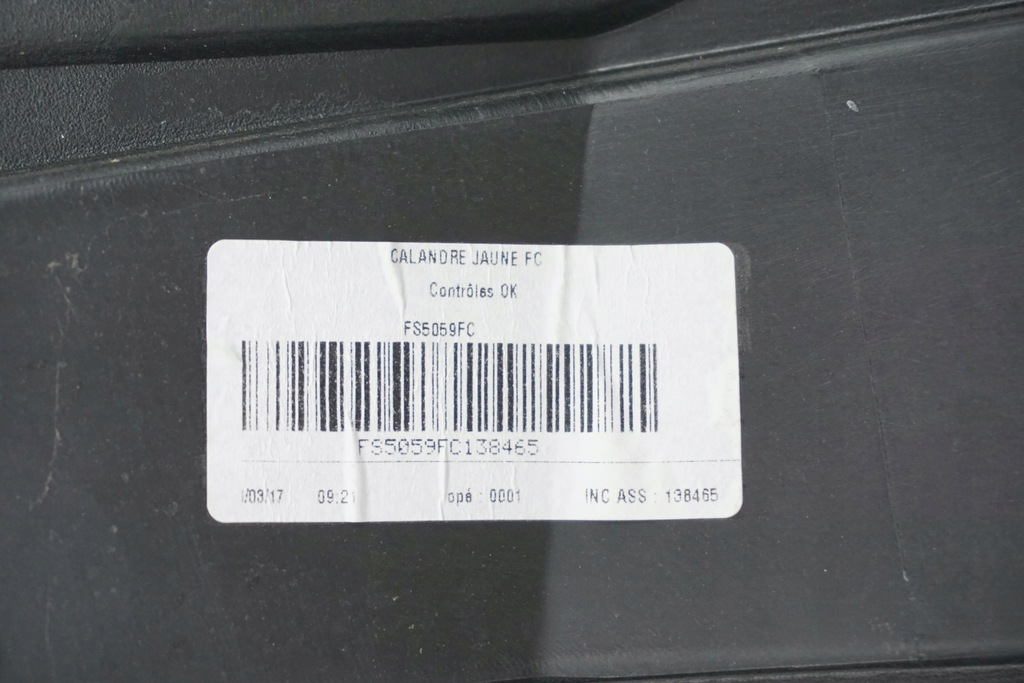 CALANDRE JAUNE FC
Contrôles OK
FS5059FC
FS5059FC138465
/03/17 09:21 opé : 0001 INC ASS : 138465